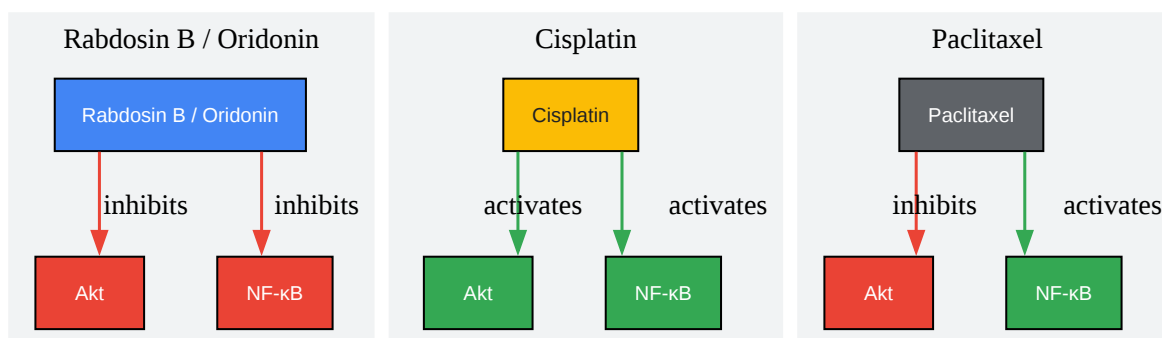 Rabdosin B / Oridonin
Rabdosin B / Oridonin
inhibits
inhibits
Akt
NF-κB
Cisplatin
Cisplatin
activates
activates
Akt
NF-κB
Paclitaxel
Paclitaxel
inhibits
activates
Akt
NF-κB